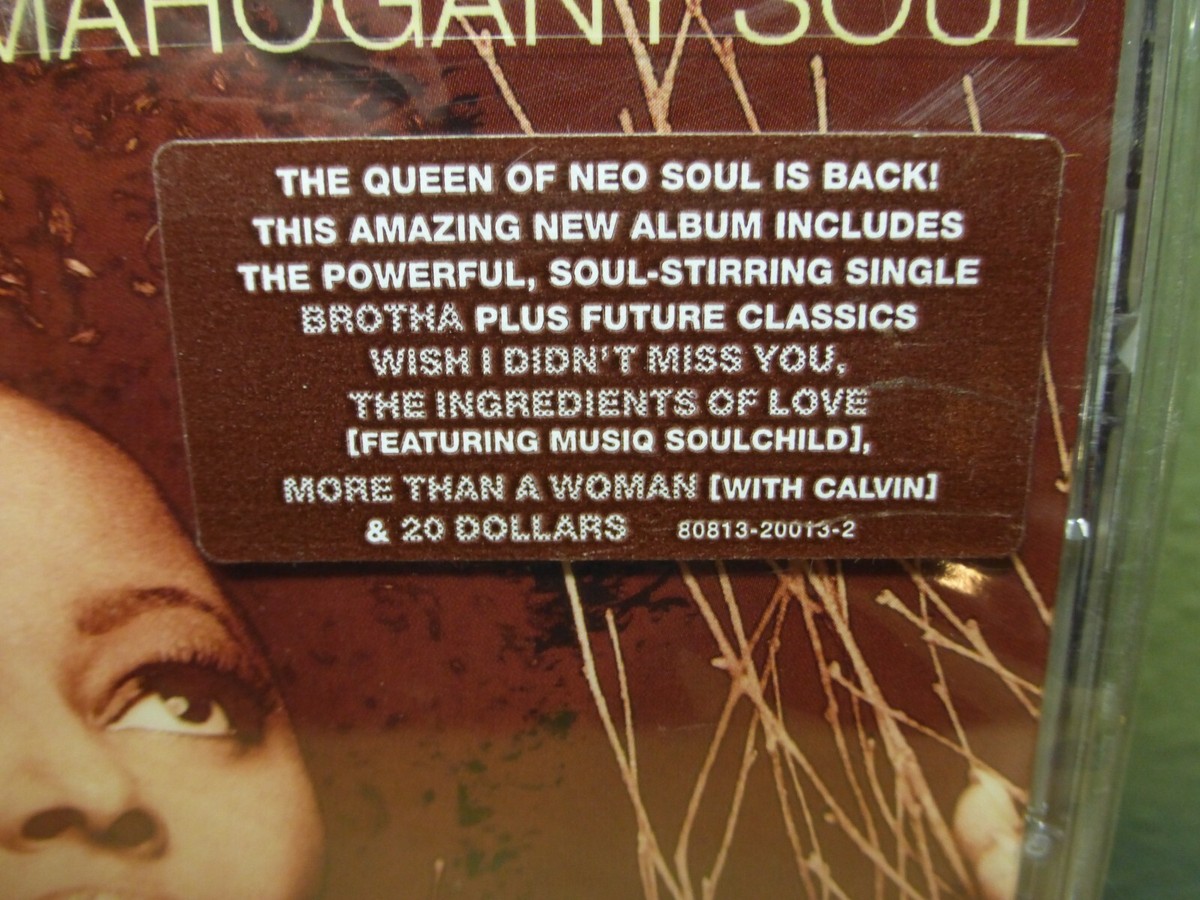 MAHOGANY SOUL
THE QUEEN OF NEO SOUL IS BACK!
THIS AMAZING NEW ALBUM INCLUDES
THE POWERFUL, SOUL-STIRRING SINGLE
BROTHA PLUS FUTURE CLASSICS
WISH I DIDN'T MISS YOU,
THE INGREDIENTS OF LOVE
[FEATURING MUSIQ SOULCHILD],
MORE THAN A WOMAN [WITH CALVIN]
& 20 DOLLARS 80813-20013-2